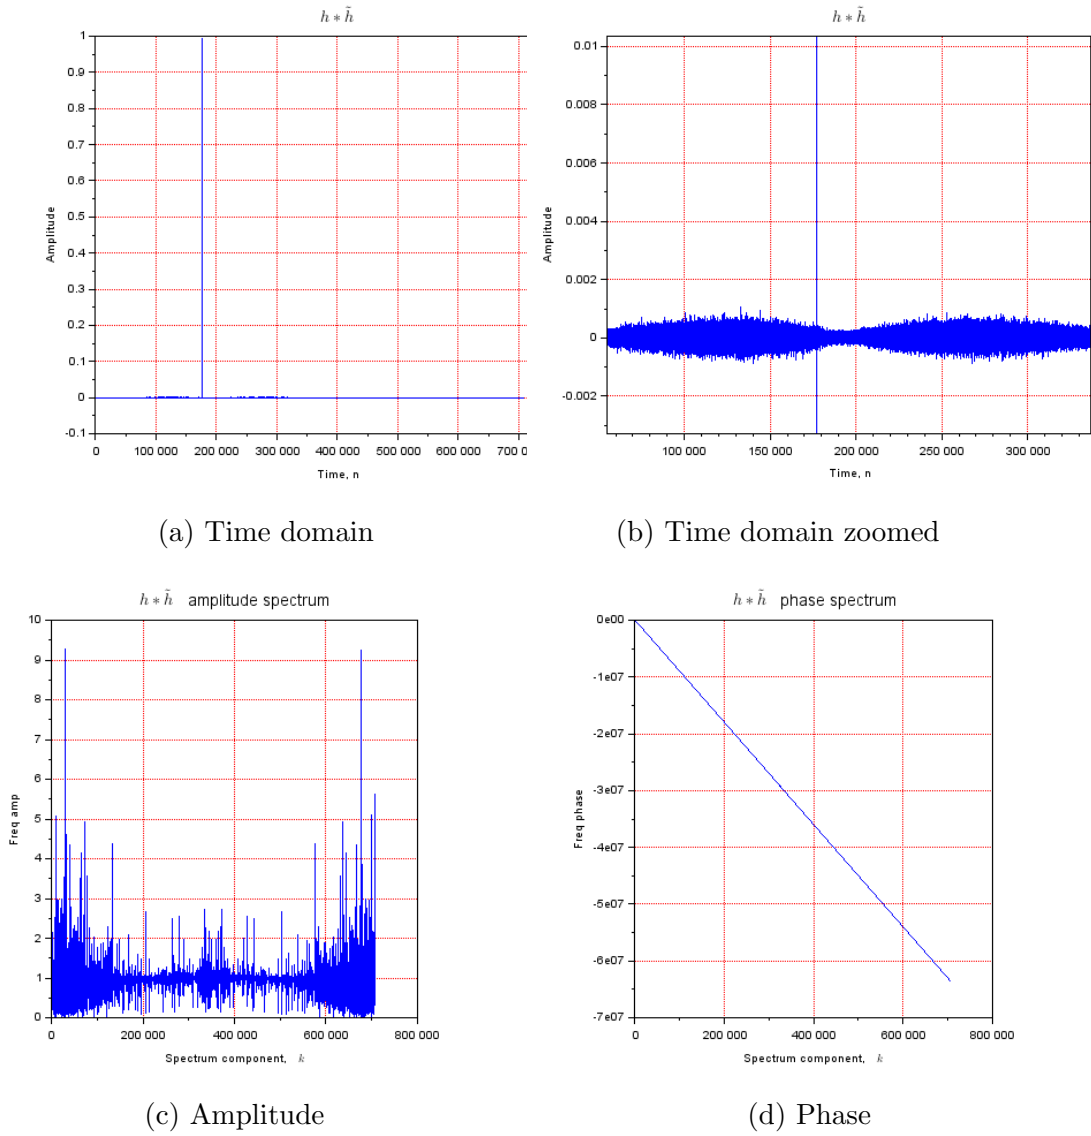 h ∗ h̃
1
0.9
0.8
0.7
0.6
0.5
0.4
0.3
0.2
0.1
0
-0.1
Amplitude
0 100 000 200 000 300 000 400 000 500 000 600 000 700 0
Time, n
(a) Time domain
h ∗ h̃
0.01
0.008
0.006
0.004
0.002
0
-0.002
Amplitude
100 000 150 000 200 000 250 000 300 000
Time, n
(b) Time domain zoomed
h ∗ h̃ amplitude spectrum
10
9
8
7
6
5
4
3
2
1
0
Freq amp
0 200 000 400 000 600 000 800 000
Spectrum component, k
(c) Amplitude
h ∗ h̃ phase spectrum
0e00
-1e07
-2e07
-3e07
-4e07
-5e07
-6e07
-7e07
Freq phase
0 200 000 400 000 600 000 800 000
Spectrum component, k
(d) Phase